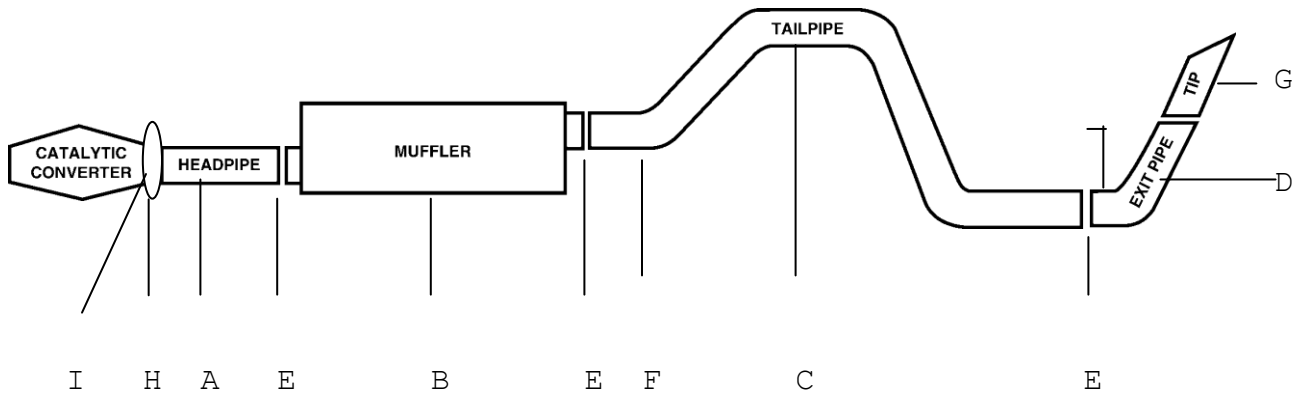 TAILPIPE
TIP
G
CATALYTIC
CONVERTER
HEADPIPE
MUFFLER
EXIT PIPE
D
I H A E B E F C E